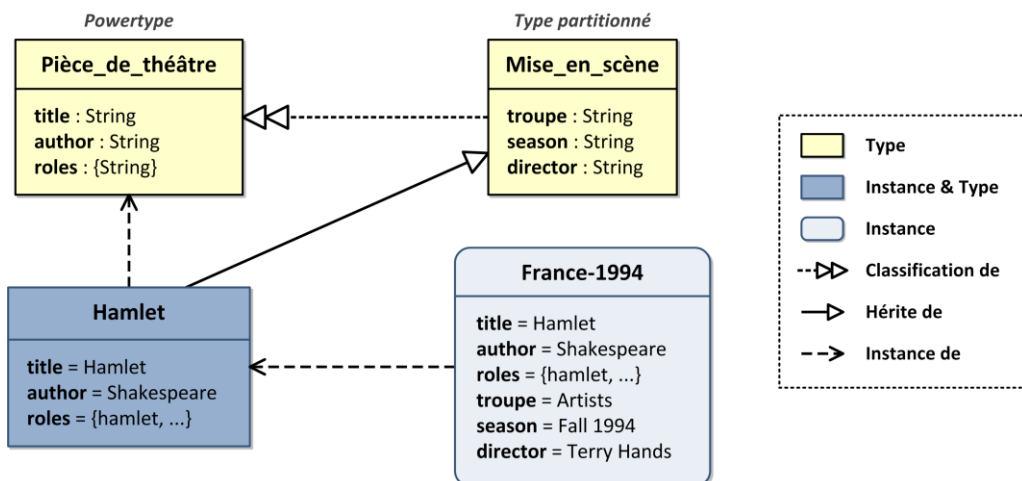 Powertype
Pièce_de_théâtre
title : String
author : String
roles : {String}
Type partitionné
Mise_en_scène
troupe : String
season : String
director : String
Hamlet
title = Hamlet
author = Shakespeare
roles = {hamlet, ...}
France-1994
title = Hamlet
author = Shakespeare
roles = {hamlet, ...}
troupe = Artists
season = Fall 1994
director = Terry Hands
Type
Instance & Type
Instance
Classification de
Hérite de
Instance de